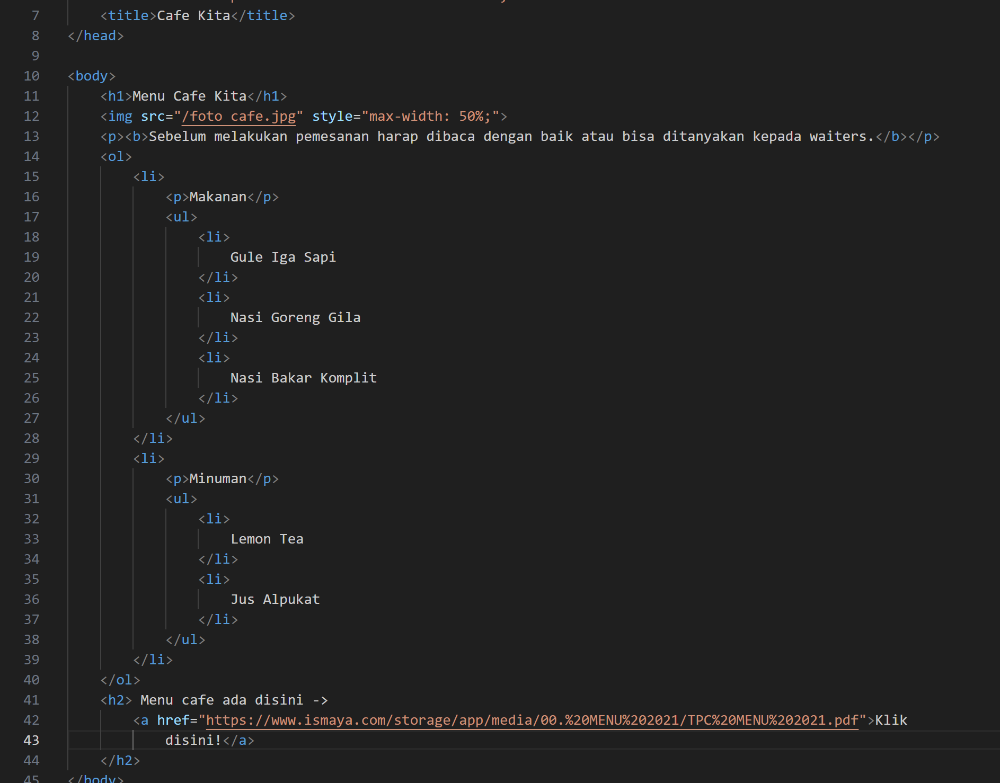 7 <title>Cafe Kita</title>
8 </head>
9
10 <body>
11 <h1>Menu Cafe Kita</h1>
12 <img src="/foto cafe.jpg" style="max-width: 50%;">
13 <p><b>Sebelum melakukan pemesanan harap dibaca dengan baik atau bisa ditanyakan kepada waiters.</b></p>
14 <ol>
15 <li>
16 <p>Makanan</p>
17 <ul>
18 <li>
19 Gule Iga Sapi
20 </li>
21 <li>
22 Nasi Goreng Gila
23 </li>
24 <li>
25 Nasi Bakar Komplit
26 </li>
27 </ul>
28 </li>
29 <li>
30 <p>Minuman</p>
31 <ul>
32 <li>
33 Lemon Tea
34 </li>
35 <li>
36 Jus Alpukat
37 </li>
38 </ul>
39 </li>
40 </ol>
41 <h2> Menu cafe ada disini ->
42 <a href="https://www.ismaya.com/storage/app/media/00.%20MENU%202021/TPC%20MENU%202021.pdf">Klik
43 disini!</a>
44 </h2>
45 </body>